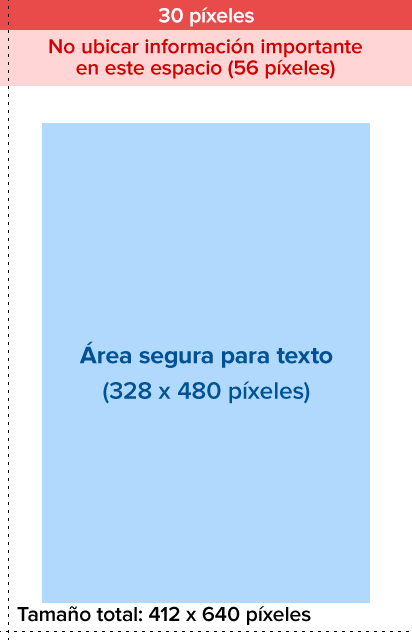 30 píxeles
No ubicar información importante
en este espacio (56 píxeles)
Área segura para texto
(328 x 480 píxeles)
Tamaño total: 412 x 640 píxeles